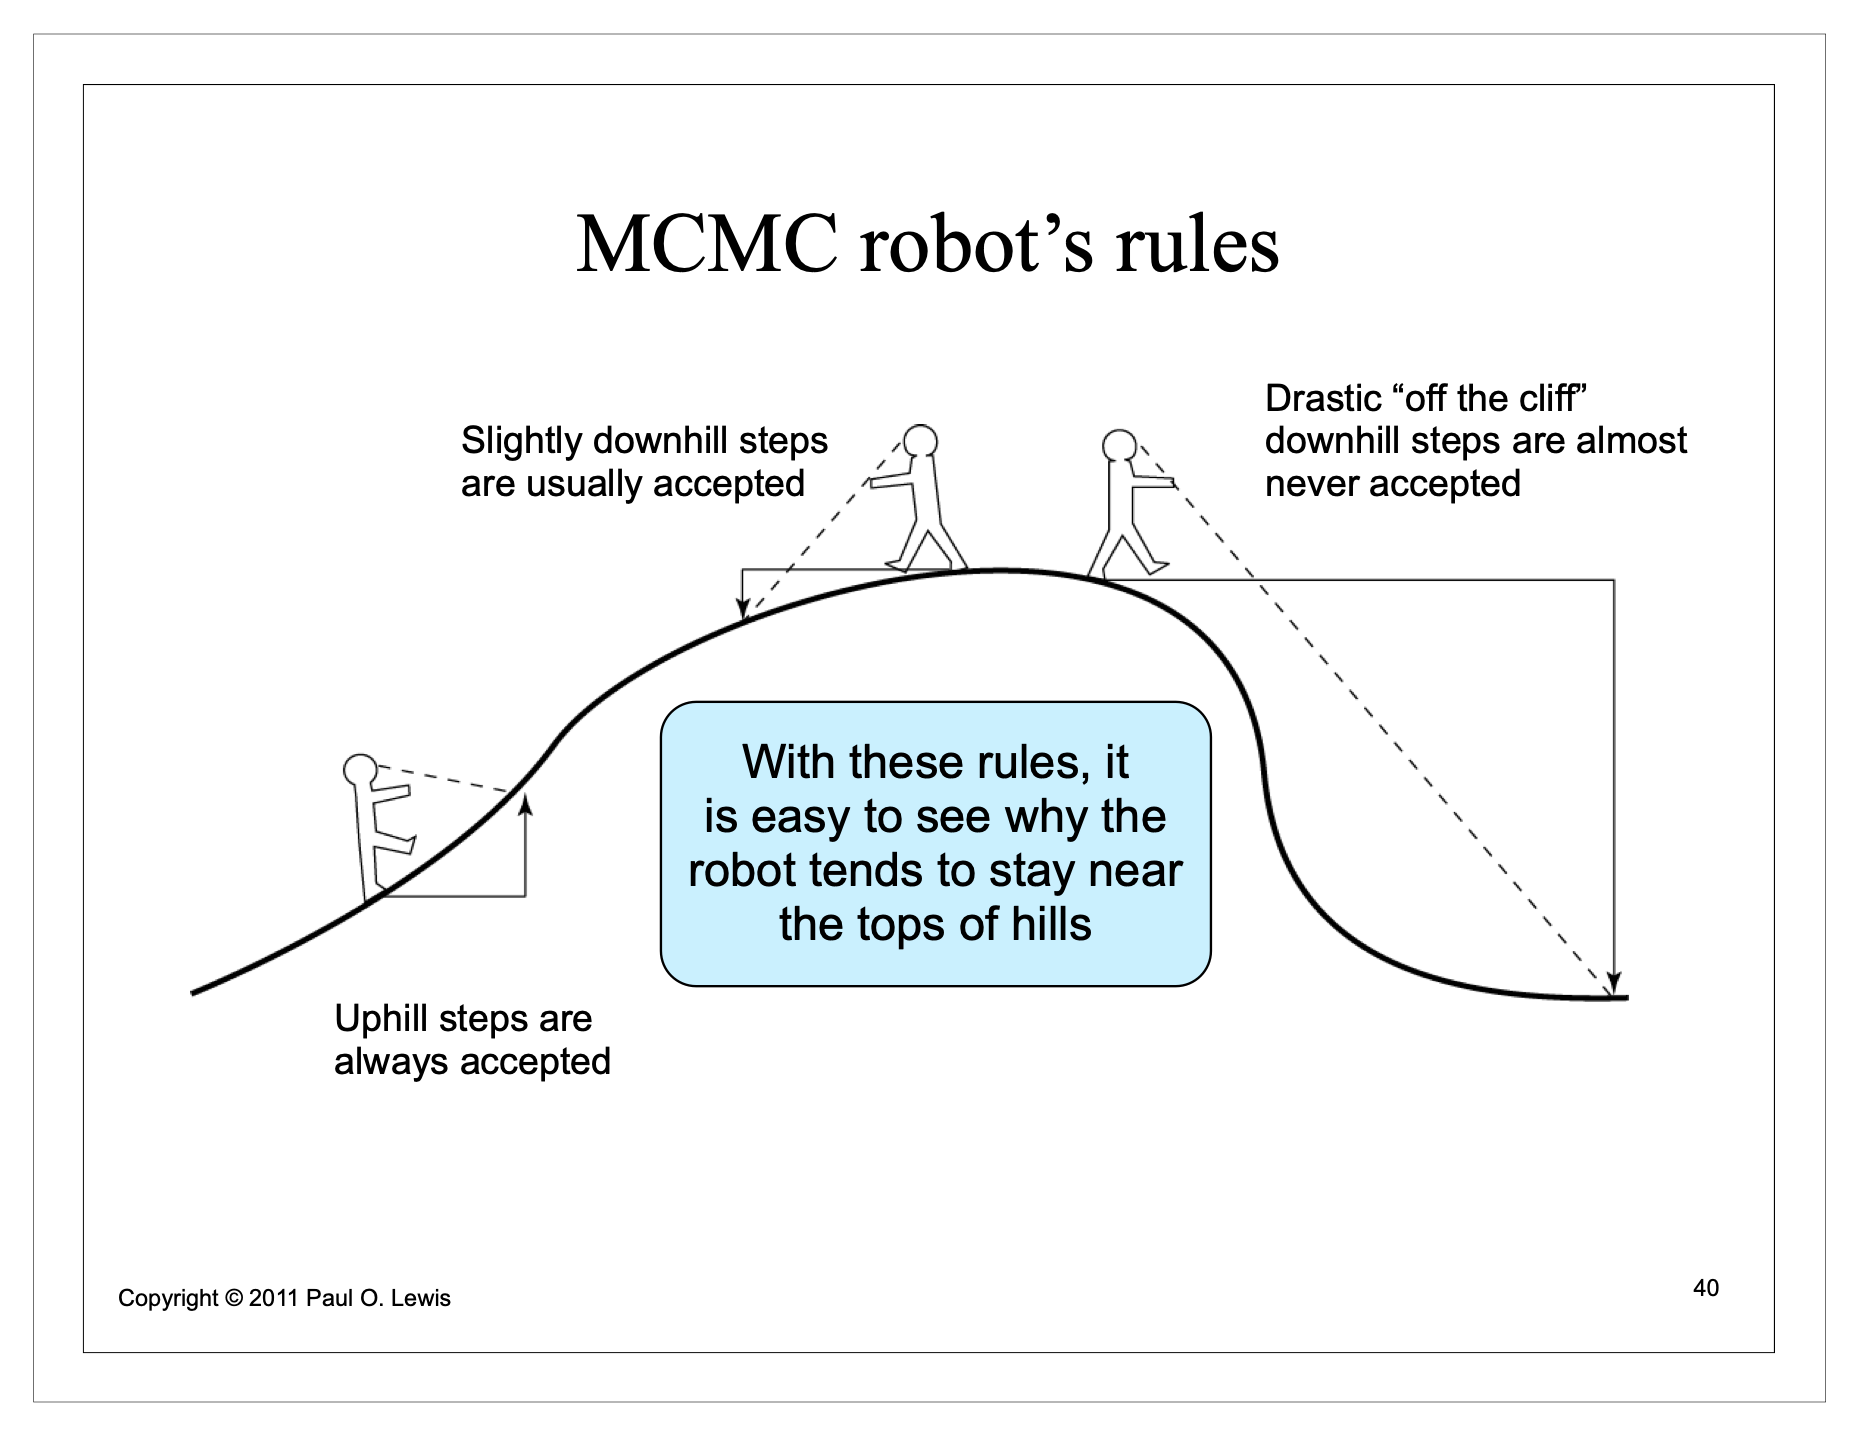 MCMC robot’s rules
Slightly downhill steps
are usually accepted
Drastic “off the cliff”
downhill steps are almost
never accepted
With these rules, it
is easy to see why the
robot tends to stay near
the tops of hills
Uphill steps are
always accepted
Copyright © 2011 Paul O. Lewis
40